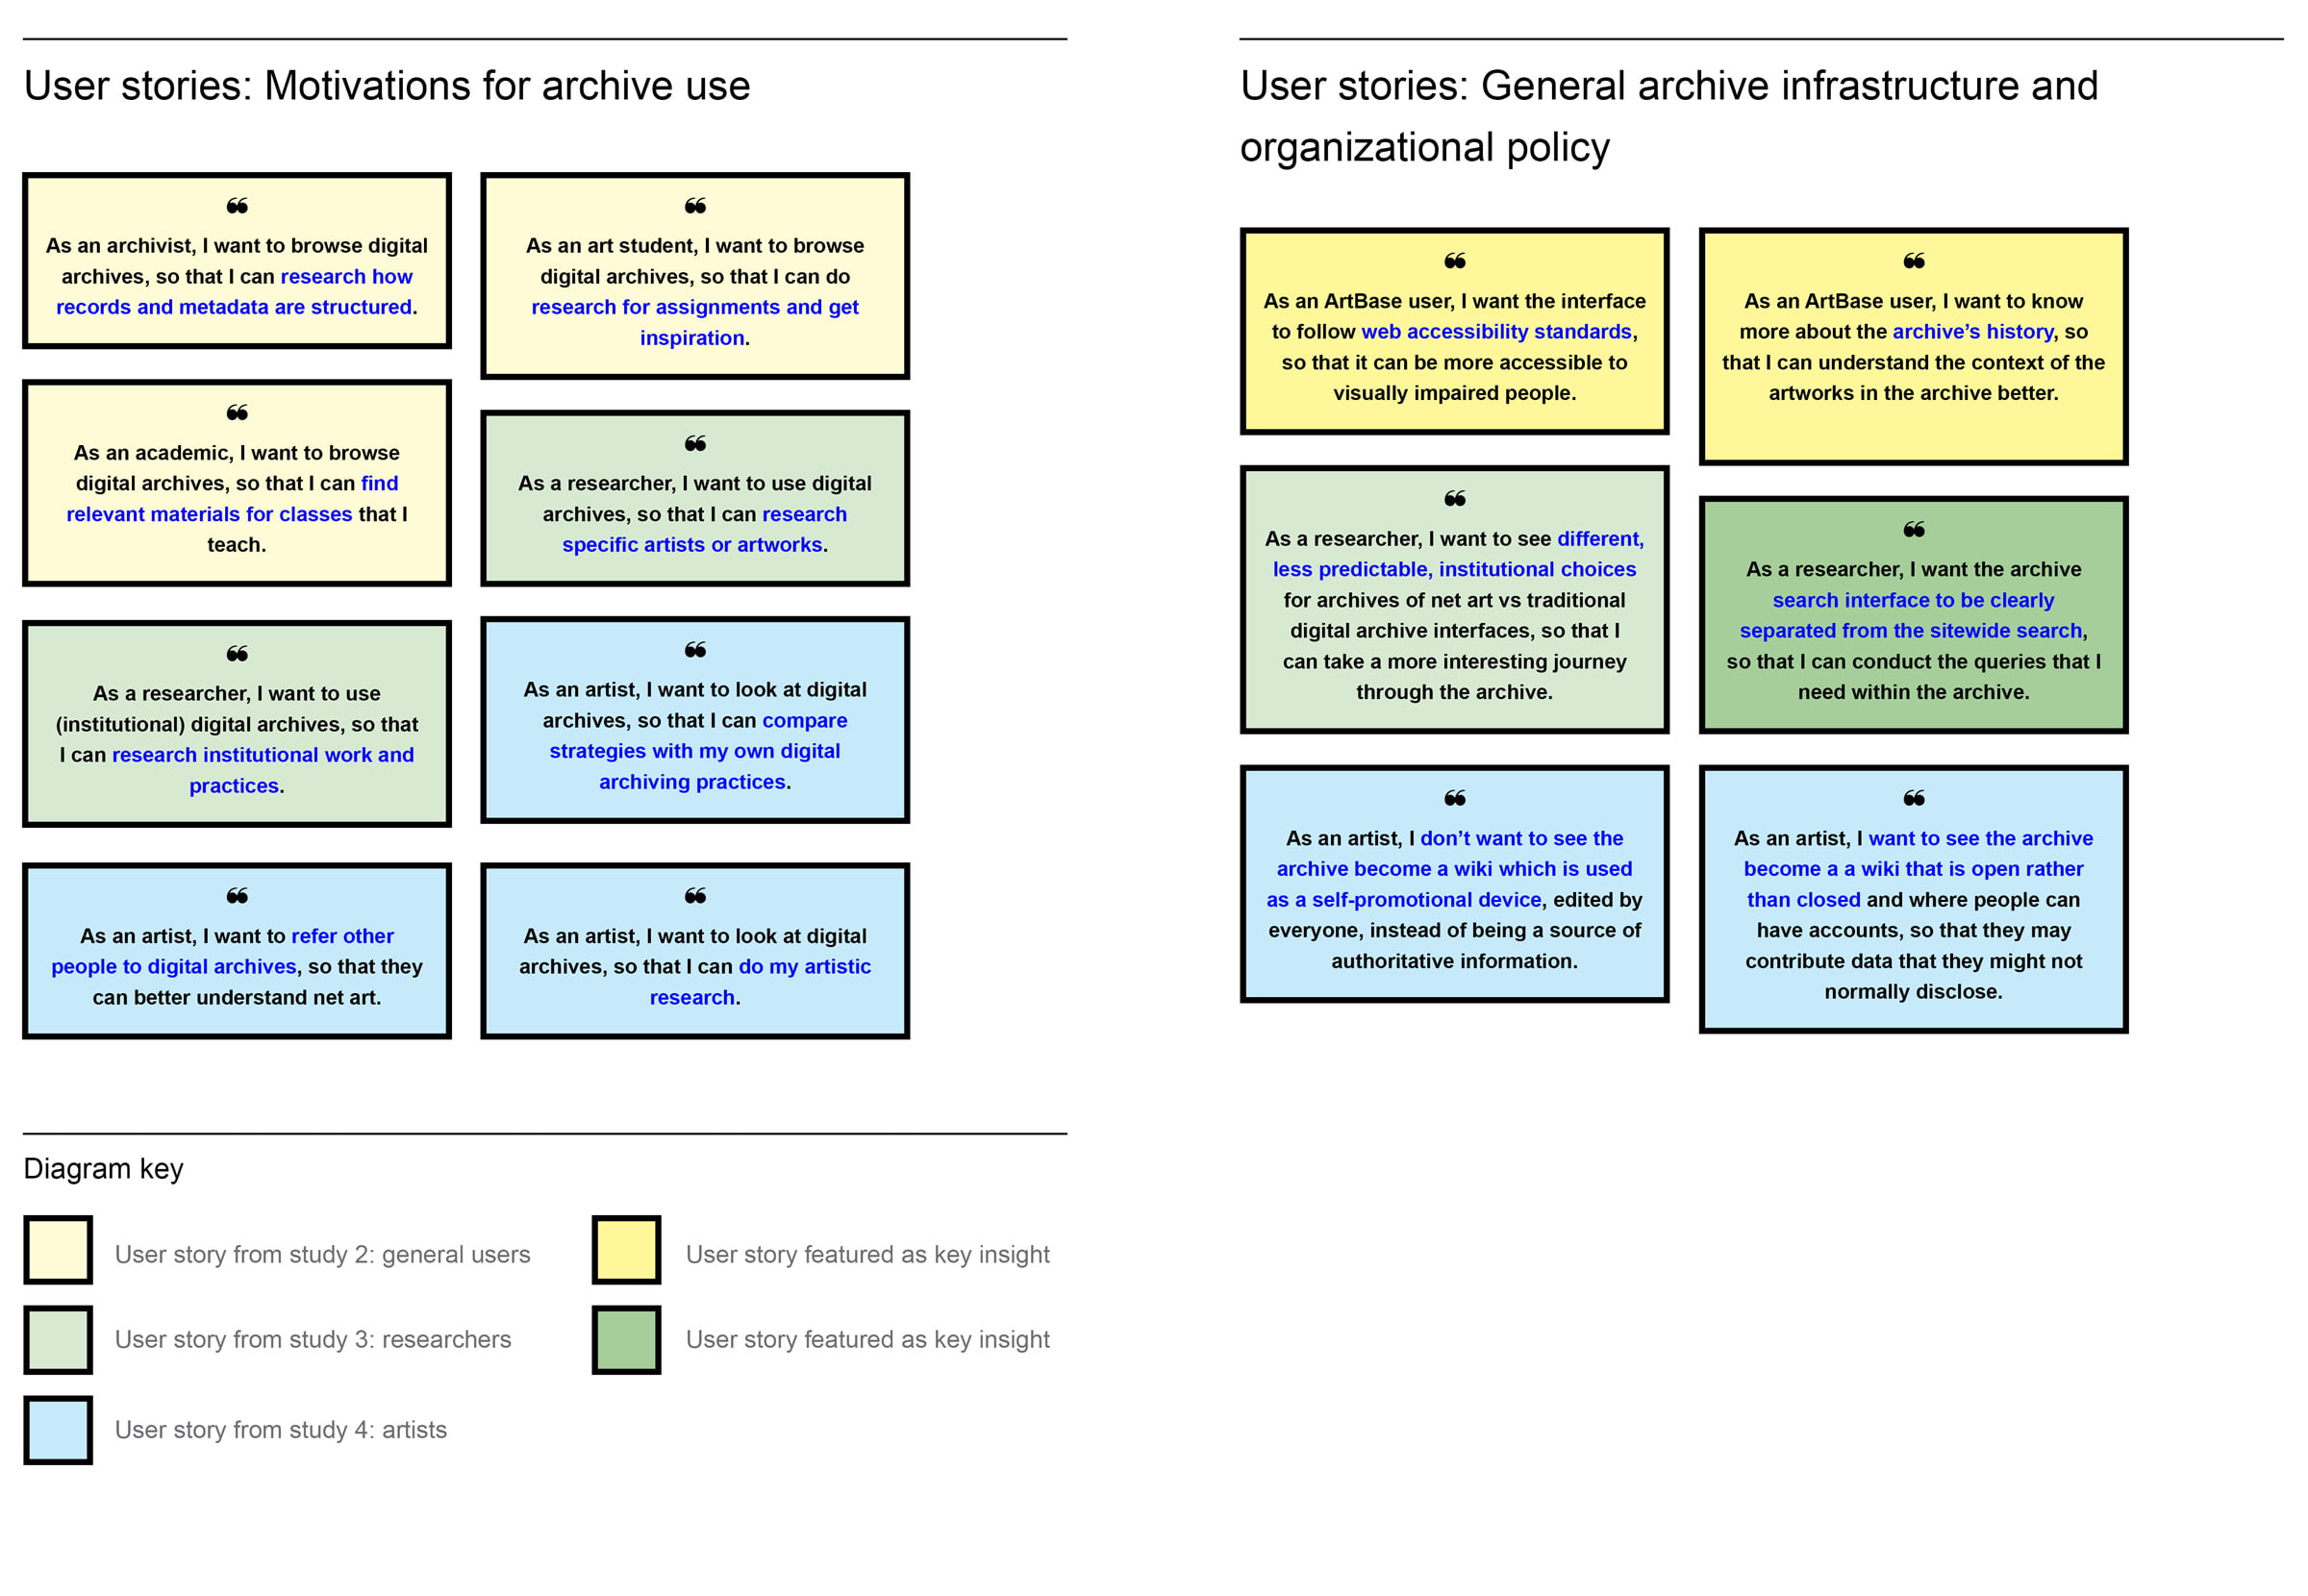 User stories: Motivations for archive use
❝
As an archivist, I want to browse digital
archives, so that I can research how
records and metadata are structured.
❝
As an art student, I want to browse
digital archives, so that I can do
research for assignments and get
inspiration.
❝
As an academic, I want to browse
digital archives, so that I can find
relevant materials for classes that I
teach.
❝
As a researcher, I want to use digital
archives, so that I can research
specific artists or artworks.
❝
As a researcher, I want to use
(institutional) digital archives, so that
I can research institutional work and
practices.
❝
As an artist, I want to look at digital
archives, so that I can compare
strategies with my own digital
archiving practices.
❝
As an artist, I want to refer other
people to digital archives, so that they
can better understand net art.
❝
As an artist, I want to look at digital
archives, so that I can do my artistic
research.
User stories: General archive infrastructure and
organizational policy
❝
As an ArtBase user, I want the interface
to follow web accessibility standards,
so that it can be more accessible to
visually impaired people.
❝
As an ArtBase user, I want to know
more about the archive’s history, so
that I can understand the context of the
artworks in the archive better.
❝
As a researcher, I want to see different,
less predictable, institutional choices
for archives of net art vs traditional
digital archive interfaces, so that I
can take a more interesting journey
through the archive.
❝
As a researcher, I want the archive
search interface to be clearly
separated from the sitewide search,
so that I can conduct the queries that I
need within the archive.
❝
As an artist, I don’t want to see the
archive become a wiki which is used
as a self-promotional device, edited by
everyone, instead of being a source of
authoritative information.
❝
As an artist, I want to see the archive
become a a wiki that is open rather
than closed and where people can
have accounts, so that they may
contribute data that they might not
normally disclose.
Diagram key
User story from study 2: general users
User story featured as key insight
User story from study 3: researchers
User story featured as key insight
User story from study 4: artists